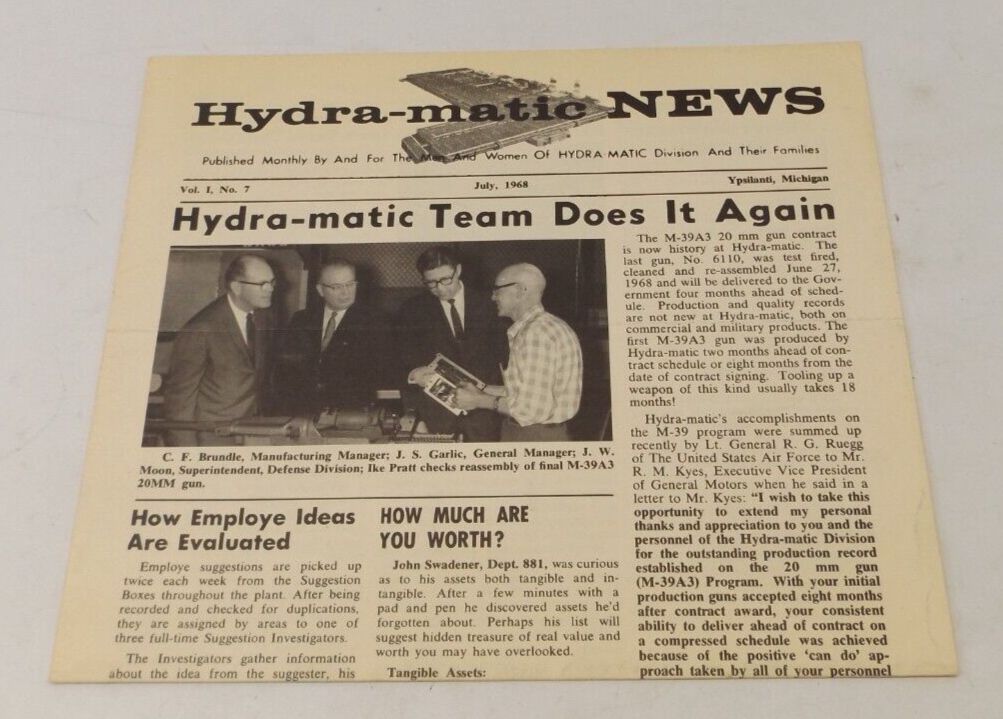 Hydra-matic NEWS
Published Monthly By And For The Men And Women Of HYDRA-MATIC Division And Their Families
Vol. I, No. 7 July, 1968 Ypsilanti, Michigan
Hydra-matic Team Does It Again
C. F. Brundle, Manufacturing Manager; J. S. Garlic, General Manager; J. W.
Moon, Superintendent, Defense Division; Ike Pratt checks reassembly of final M-39A3
20MM gun.
How Employe Ideas
Are Evaluated
Employe suggestions are picked up
twice each week from the Suggestion
Boxes throughout the plant. After being
recorded and checked for duplications,
they are assigned by areas to one of
three full-time Suggestion Investigators.
The Investigators gather information
about the idea from the suggester, his
HOW MUCH ARE
YOU WORTH?
John Swadener, Dept. 881, was curious
as to his assets both tangible and in-
tangible. After a few minutes with a
pad and pen he discovered assets he'd
forgotten about. Perhaps his list will
suggest hidden treasure of real value and
worth you may have overlooked.
Tangible Assets:
The M-39A3 20 mm gun contract
is now history at Hydra-matic. The
last gun, No. 6110, was test fired,
cleaned and re-assembled June 27,
1968 and will be delivered to the Gov-
ernment four months ahead of sched-
ule. Production and quality records
are not new at Hydra-matic, both on
commercial and military products. The
first M-39A3 gun was produced by
Hydra-matic two months ahead of con-
tract schedule or eight months from the
date of contract signing. Tooling up a
weapon of this kind usually takes 18
months!
Hydra-matic's accomplishments on
the M-39 program were summed up
recently by Lt. General R. G. Ruegg
of The United States Air Force to Mr.
R. M. Kyes, Executive Vice President
of General Motors when he said in a
letter to Mr. Kyes: "I wish to take this
opportunity to extend my personal
thanks and appreciation to you and the
personnel of the Hydra-matic Division
for the outstanding production record
established on the 20 mm gun
(M-39A3) Program. With your initial
production guns accepted eight months
after contract award, your consistent
ability to deliver ahead of contract on
a compressed schedule was achieved
because of the positive 'can do' ap-
proach taken by all of your personnel